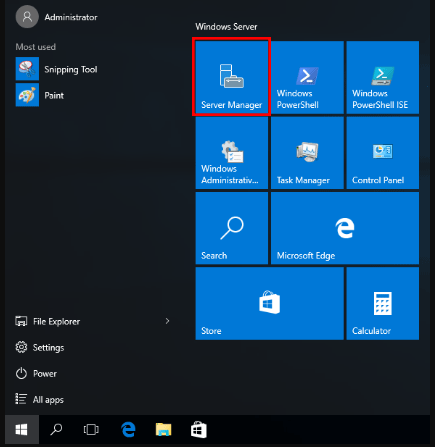 Administrator
Most used
Snipping Tool
Paint
File Explorer
Settings
Power
All apps
Windows Server
Server Manager
Windows
PowerShell
Windows
PowerShell ISE
Windows
Administrativ...
Task Manager
Control Panel
Search
Microsoft Edge
Store
Calculator